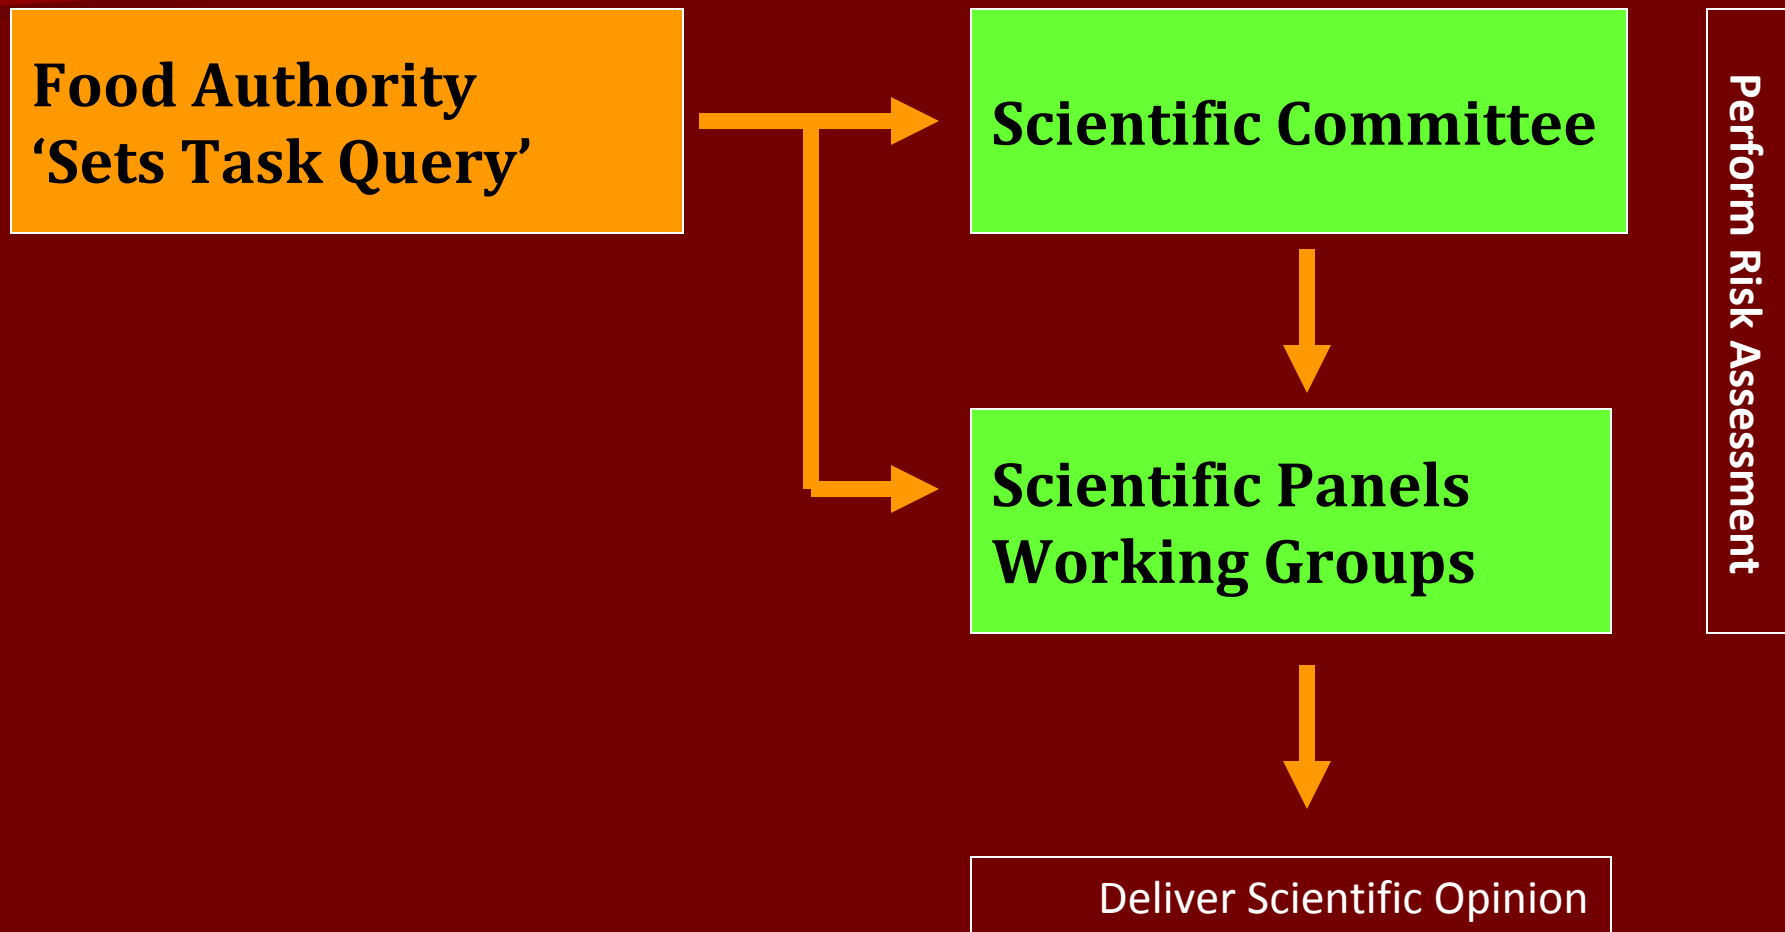 Food Authority
‘Sets Task Query’
Scientific Committee
Perform Risk Assessment
Scientific Panels
Working Groups
Deliver Scientific Opinion